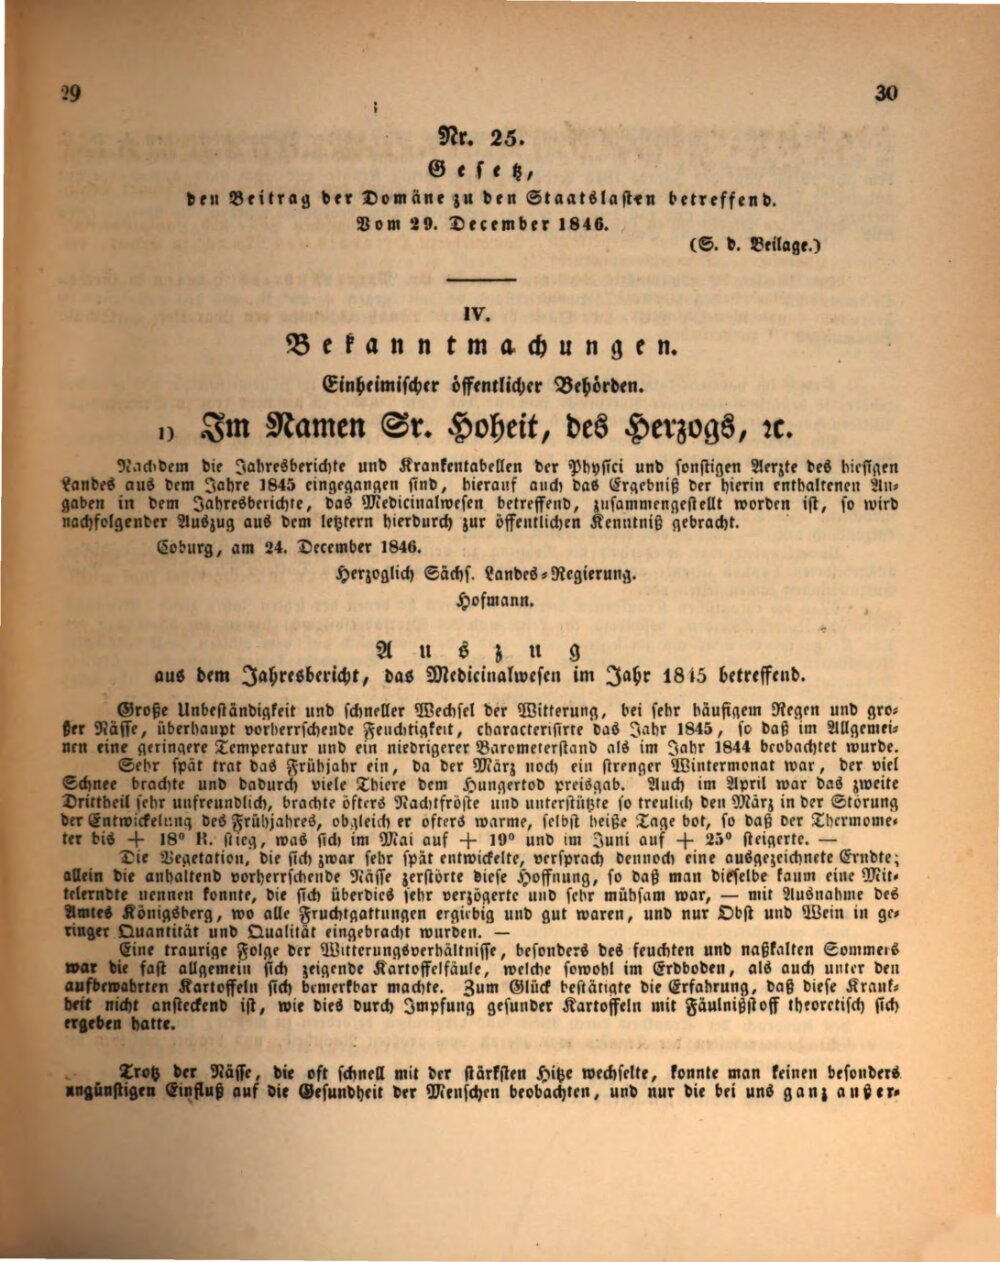 29 30
Nr. 25.
Gesetz,
den Beitrag der Domäne zu den Staatslasten betreffend.
Vom 29. December 1846.
(S. d. Beilage.)
IV.
Bekanntmachungen.
Einheimischer öffentlicher Behörden.
1) Im Namen Sr. Hoheit, des Herzogs, ꝛc.
Nachdem die Jahresberichte und Krankentabellen der Physici und sonstigen Aerzte des hiesigen
Landes aus dem Jahre 1845 eingegangen sind, hierauf auch das Ergebniß der hierin enthaltenen An-
gaben in dem Jahresberichte, das Medicinalwesen betreffend, zusammengestellt worden ist, so wird
nachfolgender Auszug aus dem letztern hierdurch zur öffentlichen Kenntniß gebracht.
Coburg, am 24. December 1846.
Herzoglich Sächs. Landes-Regierung.
Hofmann.
Auszug
aus dem Jahresbericht, das Medicinalwesen im Jahr 1845 betreffend.
Große Unbeständigkeit und schneller Wechsel der Witterung, bei sehr häufigem Regen und gro-
ßer Nässe, überhaupt vorherrschende Feuchtigkeit, characterisirte das Jahr 1845, so daß im Allgemei-
nen eine geringere Temperatur und ein niedrigerer Barometerstand als im Jahr 1844 beobachtet wurde.
Sehr spät trat das Frühjahr ein, da der März noch ein strenger Wintermonat war, der viel
Schnee brachte und dadurch viele Thiere dem Hungertod preisgab. Auch im April war das zweite
Drittheil sehr unfreundlich, brachte öfters Nachtfröste und unterstützte so treulich den März in der Störung
der Entwickelung des Frühjahres, obgleich er öfters warme, selbst heiße Tage bot, so daß der Thermome-
ter bis + 18° R. stieg, was sich im Mai auf + 19° und im Juni auf + 25° steigerte. —
Die Vegetation, die sich zwar sehr spät entwickelte, versprach dennoch eine ausgezeichnete Erndte;
allein die anhaltend vorherrschende Nässe zerstörte diese Hoffnung, so daß man dieselbe kaum eine Mit-
telerndte nennen konnte, die sich überdies sehr verzögerte und sehr mühsam war, — mit Ausnahme des
Amtes Königsberg, wo alle Fruchtgattungen ergiebig und gut waren, und nur Obst und Wein in ge-
ringer Quantität und Qualität eingebracht wurden. —
Eine traurige Folge der Witterungsverhältnisse, besonders des feuchten und naßkalten Sommers
war die fast allgemein sich zeigende Kartoffelfäule, welche sowohl im Erdboden, als auch unter den
aufbewahrten Kartoffeln sich bemerkbar machte. Zum Glück bestätigte die Erfahrung, daß diese Krank-
heit nicht ansteckend ist, wie dies durch Impfung gesunder Kartoffeln mit Fäulnißstoff theoretisch sich
ergeben hatte.
Trotz der Nässe, die oft schnell mit der stärksten Hitze wechselte, konnte man keinen besonders
ungünstigen Einfluß auf die Gesundheit der Menschen beobachten, und nur die bei uns ganz außer-